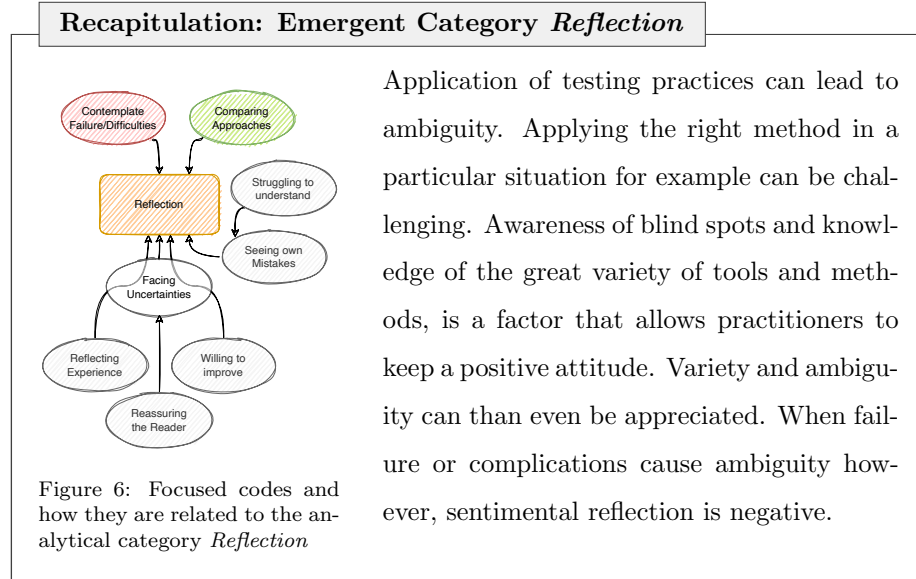 Recapitulation: Emergent Category Reflection
Contemplate
Failure/Difficulties
Comparing
Approaches
Reflection
Struggling to
understand
Seeing own
Mistakes
Facing
Uncertainties
Reflecting
Experience
Willing to
improve
Reassuring
the Reader
Figure 6: Focused codes and
how they are related to the an-
alytical category Reflection
Application of testing practices can lead to
ambiguity. Applying the right method in a
particular situation for example can be chal-
lenging. Awareness of blind spots and knowl-
edge of the great variety of tools and meth-
ods, is a factor that allows practitioners to
keep a positive attitude. Variety and ambigu-
ity can than even be appreciated. When fail-
ure or complications cause ambiguity how-
ever, sentimental reflection is negative.